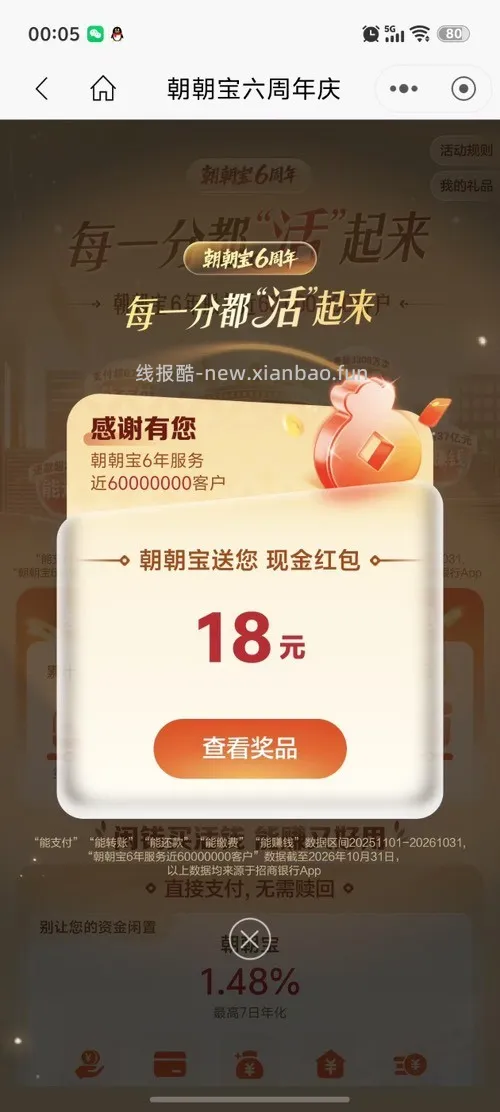 00:05
5G
80
朝朝宝六周年庆
活动规则
朝朝宝6周年
我的礼品
每一分都“活”起来
朝朝宝6周年
每一分都“活”起来
线报酷-new.xianbao.fun
感谢有您
朝朝宝6年服务
近60000000客户
朝朝宝送您 现金红包
18元
查看奖品
“能支付” “能转账” “能还款” “能缴费” “能赚钱” 数据区间20251101-20261031,
“朝朝宝6年服务近60000000客户” 数据截至2026年10月31日,
以上数据均来源于招商银行App
闲钱买活钱 能赚又好用
直接支付,无需赎回
别让您的资金闲置
朝朝宝
1.48%
最高7日年化